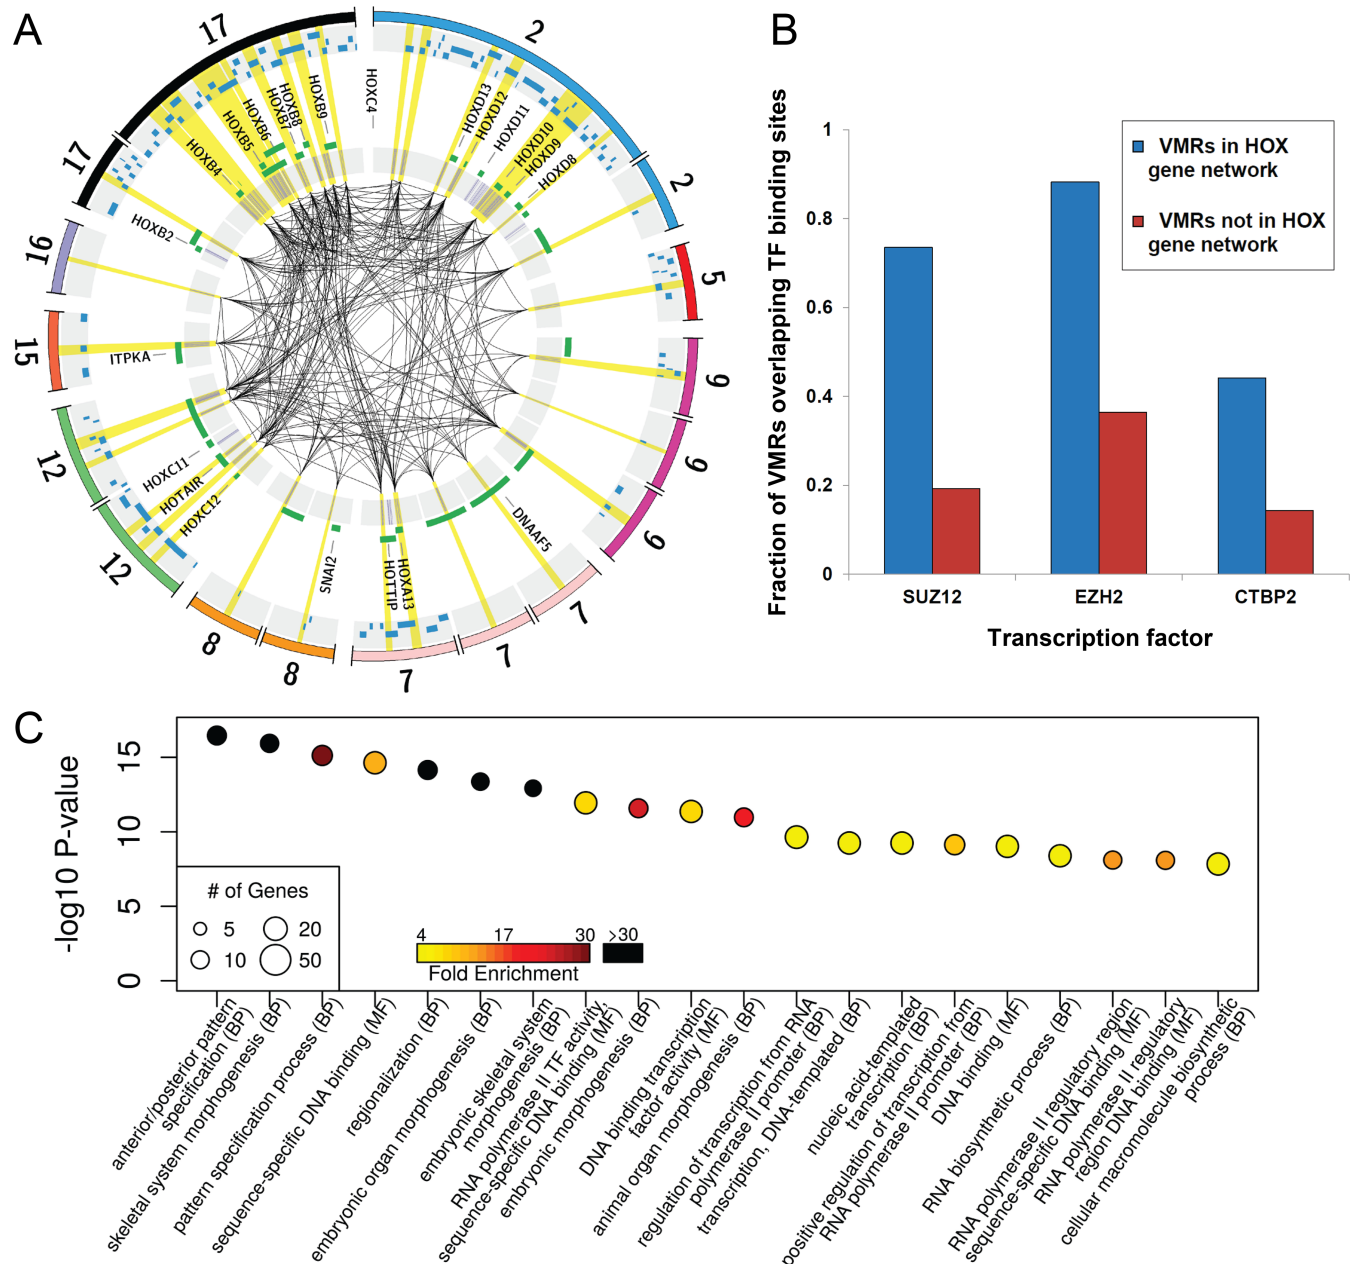 A
17
2
HOXC4
HOXD13
HOXD12
HOXD11
HOXD10
HOXD9
HOXD8
2
5
9
9
9
DNAAF5
7
7
7
HOXA13
HOTTIP
SNAI2
8
8
12
HOXC12
HOTAIR
HOXC11
12
ITPKA
15
16
HOXB2
17
HOXB4
HOXB5
HOXB6
HOXB7
HOXB8
HOXB9
B
Fraction of VMRs overlapping TF binding sites
1
0.8
0.6
0.4
0.2
0
VMRs in HOX
gene network
VMRs not in HOX
gene network
SUZ12
EZH2
CTBP2
Transcription factor
C
-log10 P-value
15
10
5
0
# of Genes
5
20
10
50
4
17
30
>30
Fold Enrichment
anterior/posterior pattern
specification (BP)
skeletal system morphogenesis (BP)
pattern specification process (BP)
sequence-specific DNA binding (MF)
regionalization (BP)
embryonic organ morphogenesis (BP)
embryonic skeletal system
morphogenesis (BP)
RNA polymerase II TF activity,
sequence-specific DNA binding (MF)
embryonic morphogenesis (BP)
DNA binding transcription
factor activity (MF)
animal organ morphogenesis (BP)
regulation of transcription from RNA
polymerase II promoter (BP)
transcription, DNA-templated (BP)
nucleic acid-templated
transcription (BP)
positive regulation of transcription from
RNA polymerase II promoter (BP)
DNA binding (MF)
RNA biosynthetic process (BP)
RNA polymerase II regulatory region
sequence-specific DNA binding (MF)
RNA polymerase II regulatory
region DNA binding (MF)
cellular macromolecule biosynthetic
process (BP)